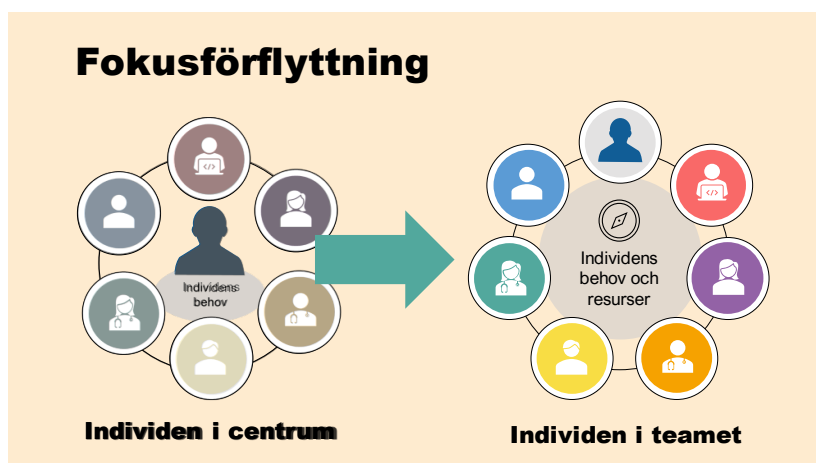 Fokusförflyttning
Individens
behov
Individens
behov och
resurser
Individen i centrum
Individen i teamet